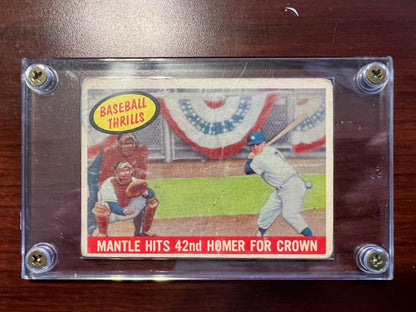 BASEBALL
THRILLS
MANTLE HITS 42nd HOMER FOR CROWN